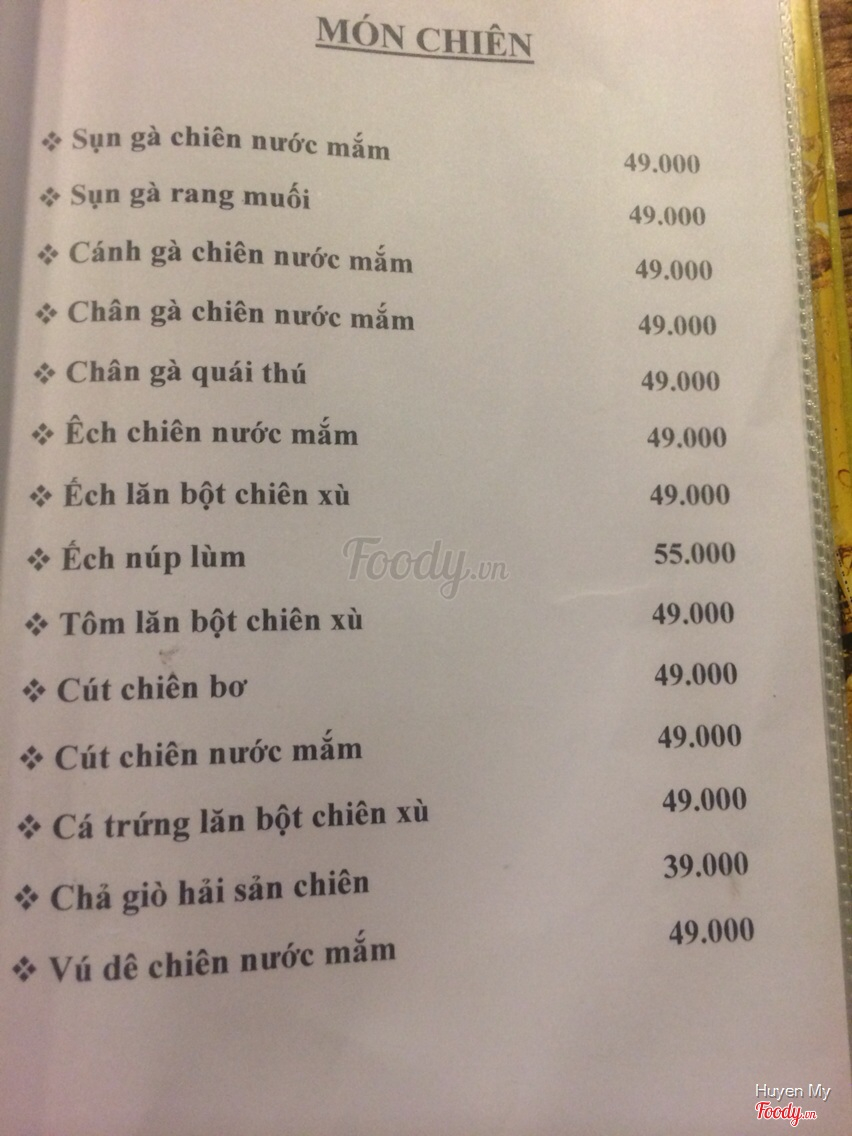 MÓN CHIÊN
❖ Sụn gà chiên nước mắm 49.000
❖ Sụn gà rang muối 49.000
❖ Cánh gà chiên nước mắm 49.000
❖ Chân gà chiên nước mắm 49.000
❖ Chân gà quái thú 49.000
❖ Êch chiên nước mắm 49.000
❖ Ếch lăn bột chiên xù 49.000
❖ Ếch núp lùm 55.000
❖ Tôm lăn bột chiên xù 49.000
❖ Cút chiên bơ 49.000
❖ Cút chiên nước mắm 49.000
❖ Cá trứng lăn bột chiên xù 49.000
❖ Chả giò hải sản chiên 39.000
❖ Vú dê chiên nước mắm 49.000
Foody.vn
Huyen My
Foody.vn